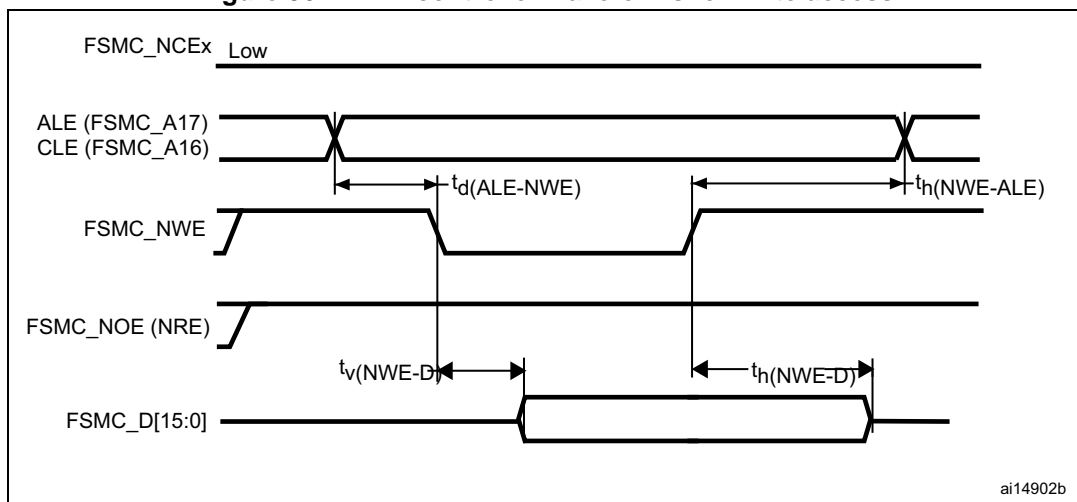 FSMC_NCEx Low
ALE (FSMC_A17)
CLE (FSMC_A16)
td(ALE-NWE)
th(NWE-ALE)
FSMC_NWE
FSMC_NOE (NRE)
tv(NWE-D)
th(NWE-D)
FSMC_D[15:0]
ai14902b